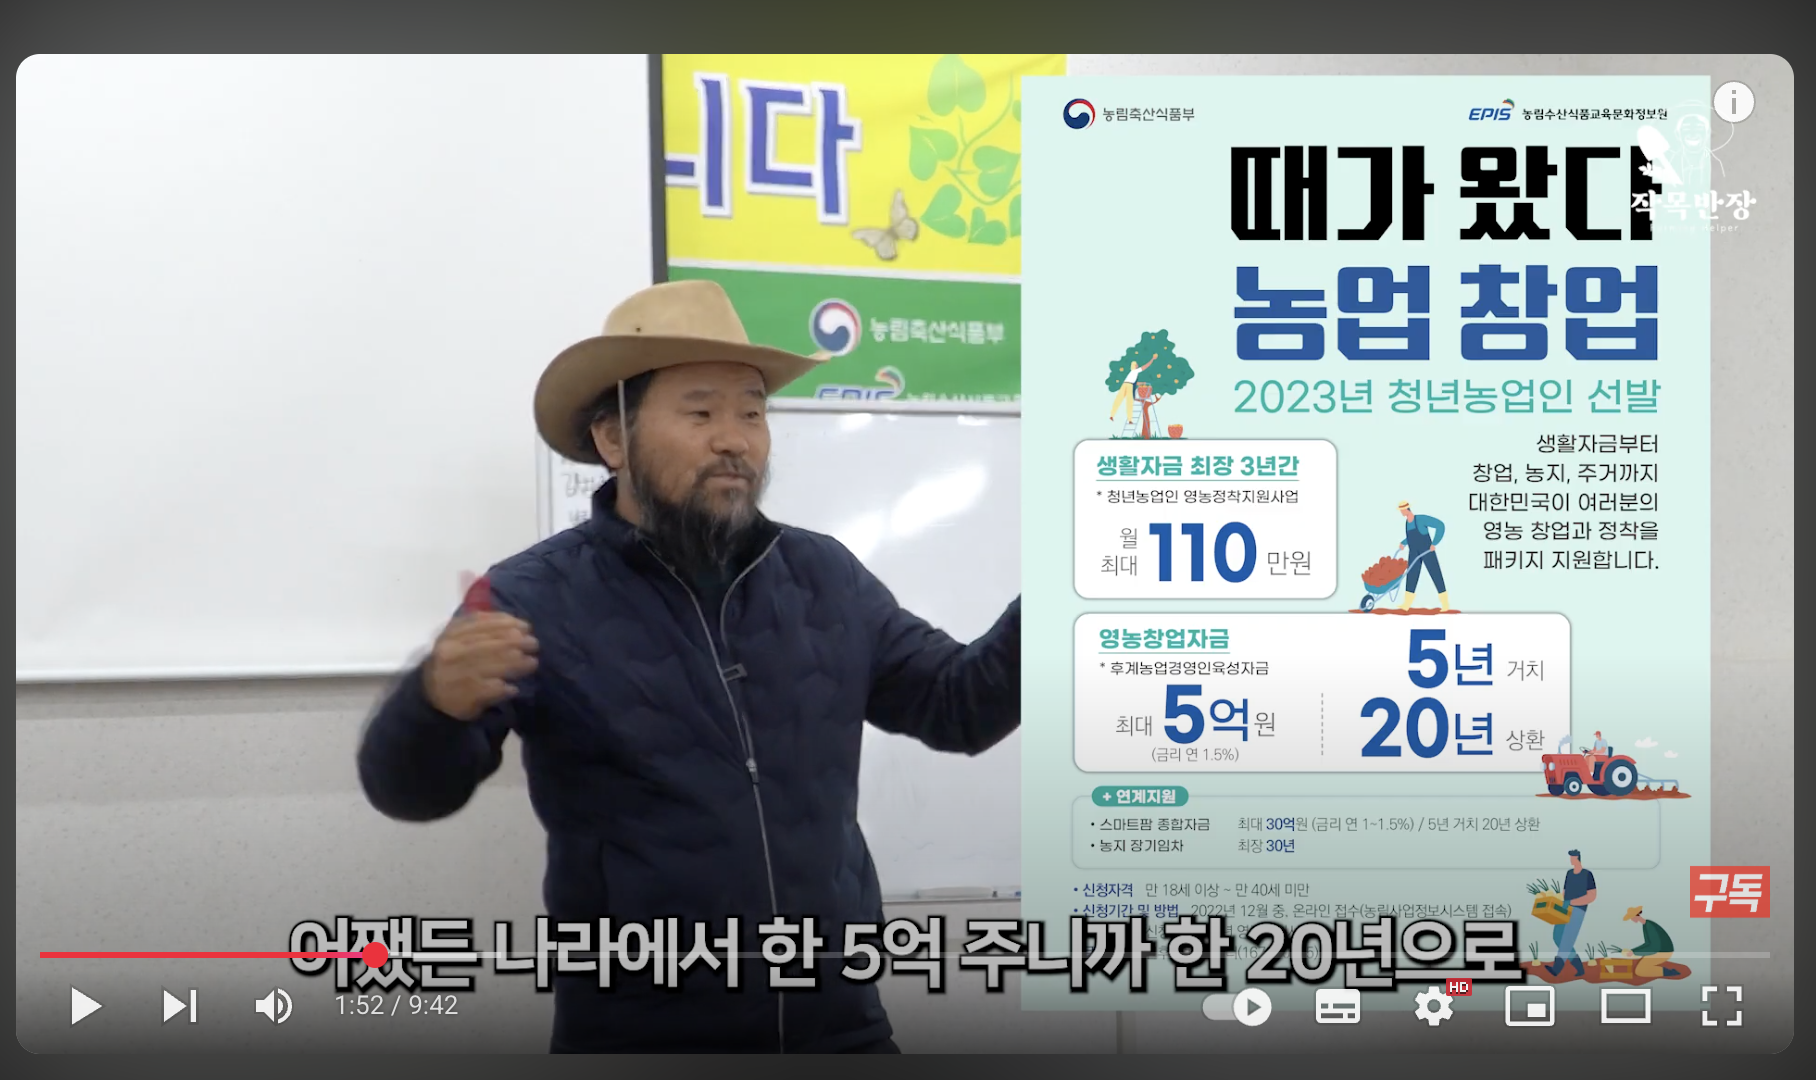 니다
농림축산식품부
EPIS
농림축산식품부
EPIS 농림수산식품교육문화정보원
때가 왔다
작목반장
Farming Helper
농업 창업
2023년 청년농업인 선발
생활자금부터
창업, 농지, 주거까지
대한민국이 여러분의
영농 창업과 정착을
패키지 지원합니다.
생활자금 최장 3년간
* 청년농업인 영농정착지원사업
월 최대 110 만원
영농창업자금
* 후계농업경영인육성자금
최대 5억원
(금리 연 1.5%)
5년 거치
20년 상환
+ 연계지원
• 스마트팜 종합자금 최대 30억원 (금리 연 1~1.5%) / 5년 거치 20년 상환
• 농지 장기임차 최장 30년
• 신청자격 만 18세 이상 ~ 만 40세 미만
• 신청기간 및 방법 2022년 12월 중, 온라인 접수(농림사업정보시스템 접속)
구독
어쨌든 나라에서 한 5억 주니까 한 20년으로
1:52 / 9:42
HD